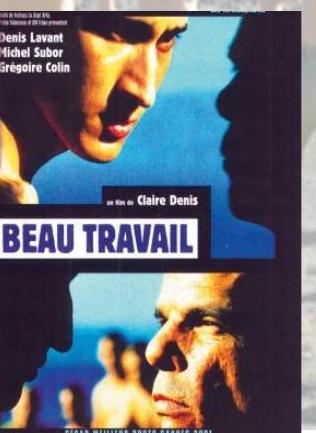 Denis Lavant
Michel Subor
Grégoire Colin
un film de Claire Denis
BEAU TRAVAIL